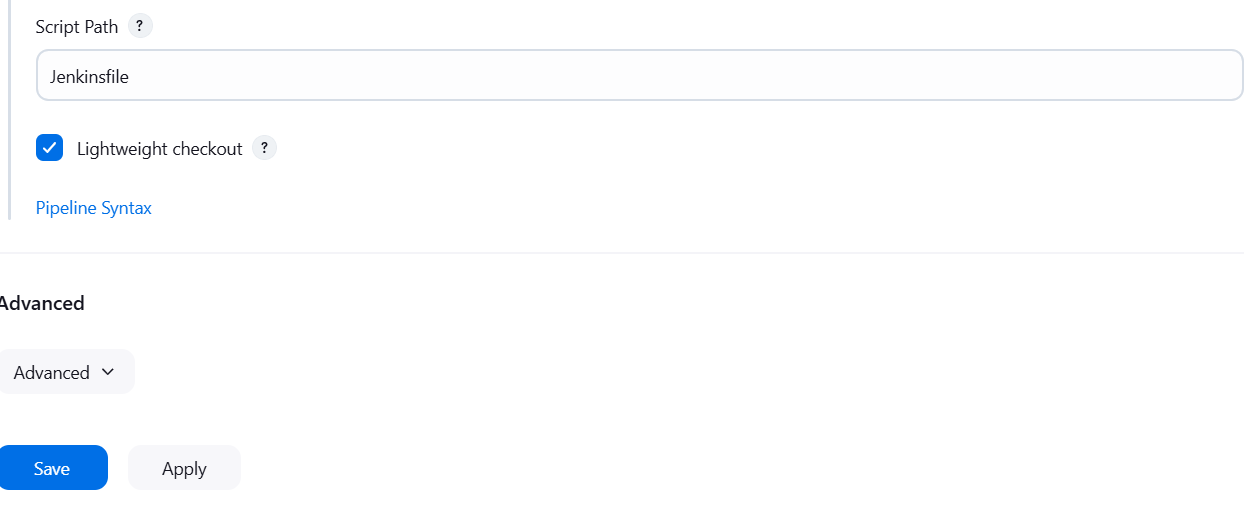 Script Path ?
Jenkinsfile
Lightweight checkout ?
Pipeline Syntax
Advanced
Advanced
Save Apply